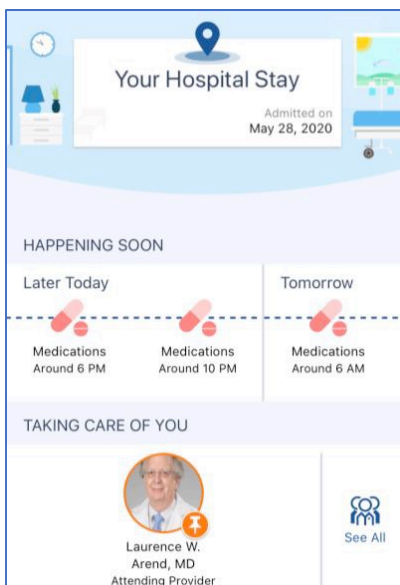 Your Hospital Stay
Admitted on
May 28, 2020
HAPPENING SOON
Later Today
Tomorrow
Medications
Around 6 PM
Medications
Around 10 PM
Medications
Around 6 AM
TAKING CARE OF YOU
Laurence W.
Arend, MD
Attending Provider
See All